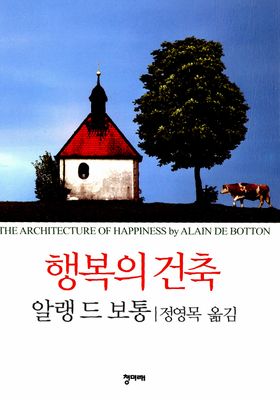 THE ARCHITECTURE OF HAPPINESS by ALAIN DE BOTTON
행복의 건축
알랭 드 보통 | 정영목 옮김
청미래